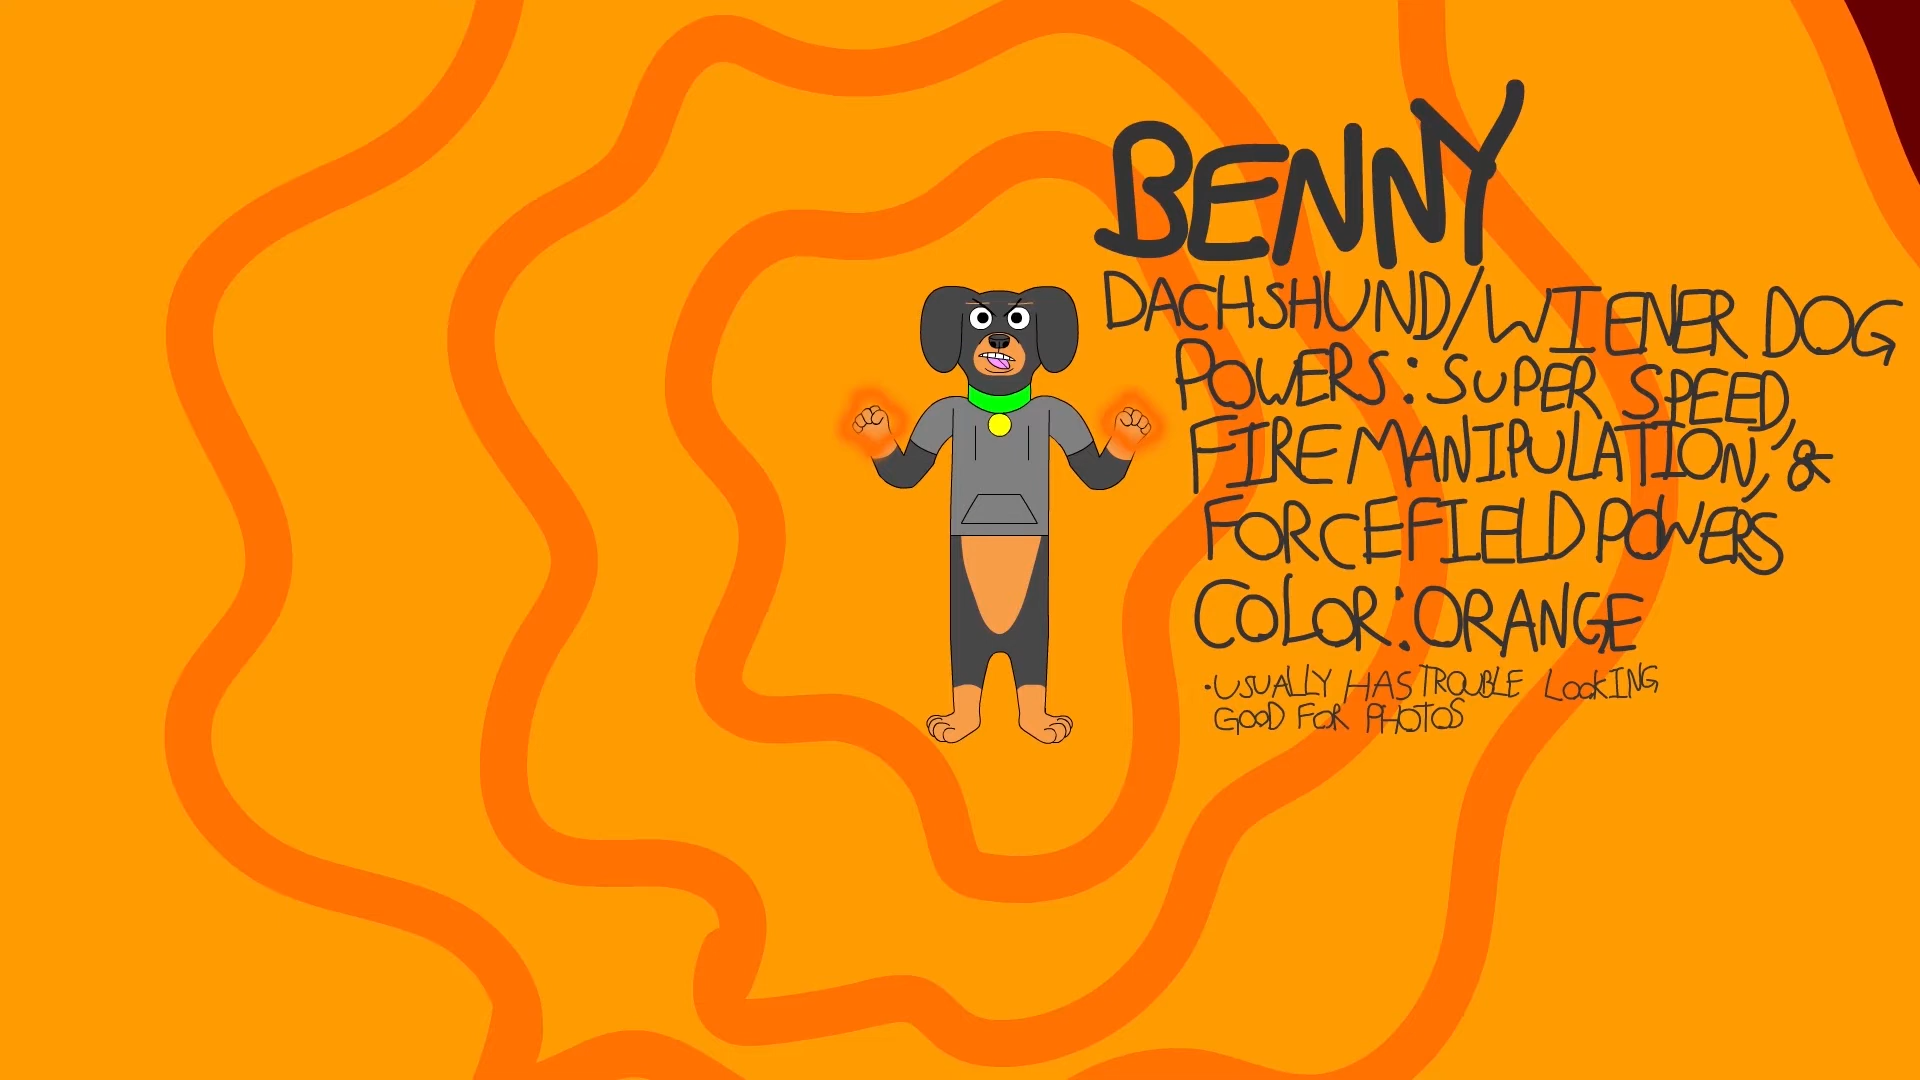 BENNY
DACHSHUND/WIENER DOG
POWERS: SUPER SPEED,
FIRE MANIPULATION, &
FORCEFIELD POWERS
COLOR: ORANGE
•USUALLY HAS TROUBLE LOOKING
GOOD FOR PHOTOS